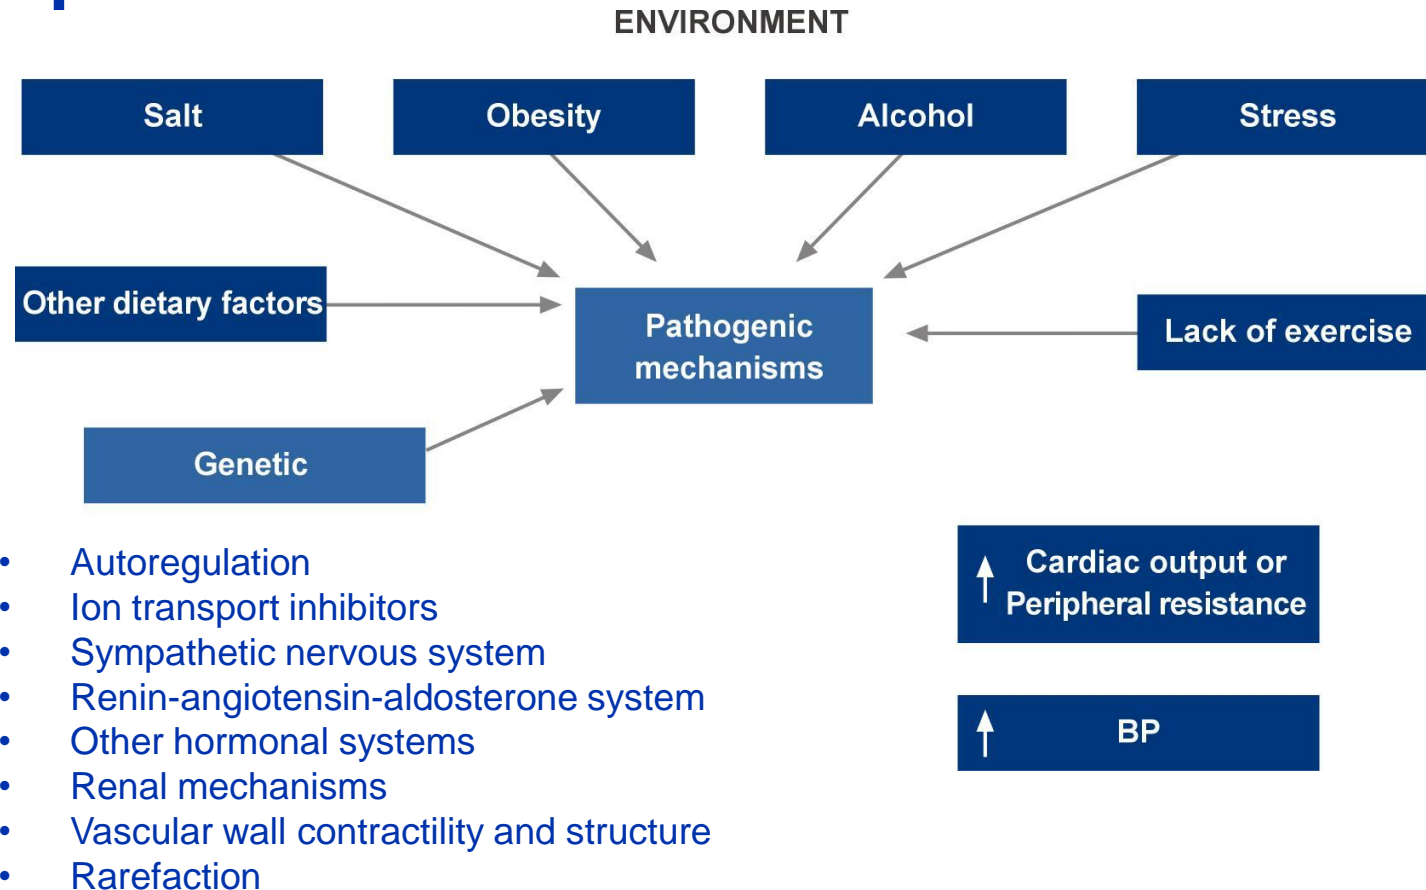 ENVIRONMENT
Salt
Obesity
Alcohol
Stress
Other dietary factors
Pathogenic
mechanisms
Lack of exercise
Genetic
• Autoregulation
• Ion transport inhibitors
• Sympathetic nervous system
• Renin-angiotensin-aldosterone system
• Other hormonal systems
• Renal mechanisms
• Vascular wall contractility and structure
• Rarefaction
↑ Cardiac output or
Peripheral resistance
↑ BP